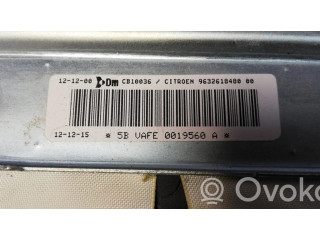 12-12-00 Dm CB10036 / CITROEN 9632618480 00
12-12-15 * 5B VAFE 0019560 A *
OVOKO